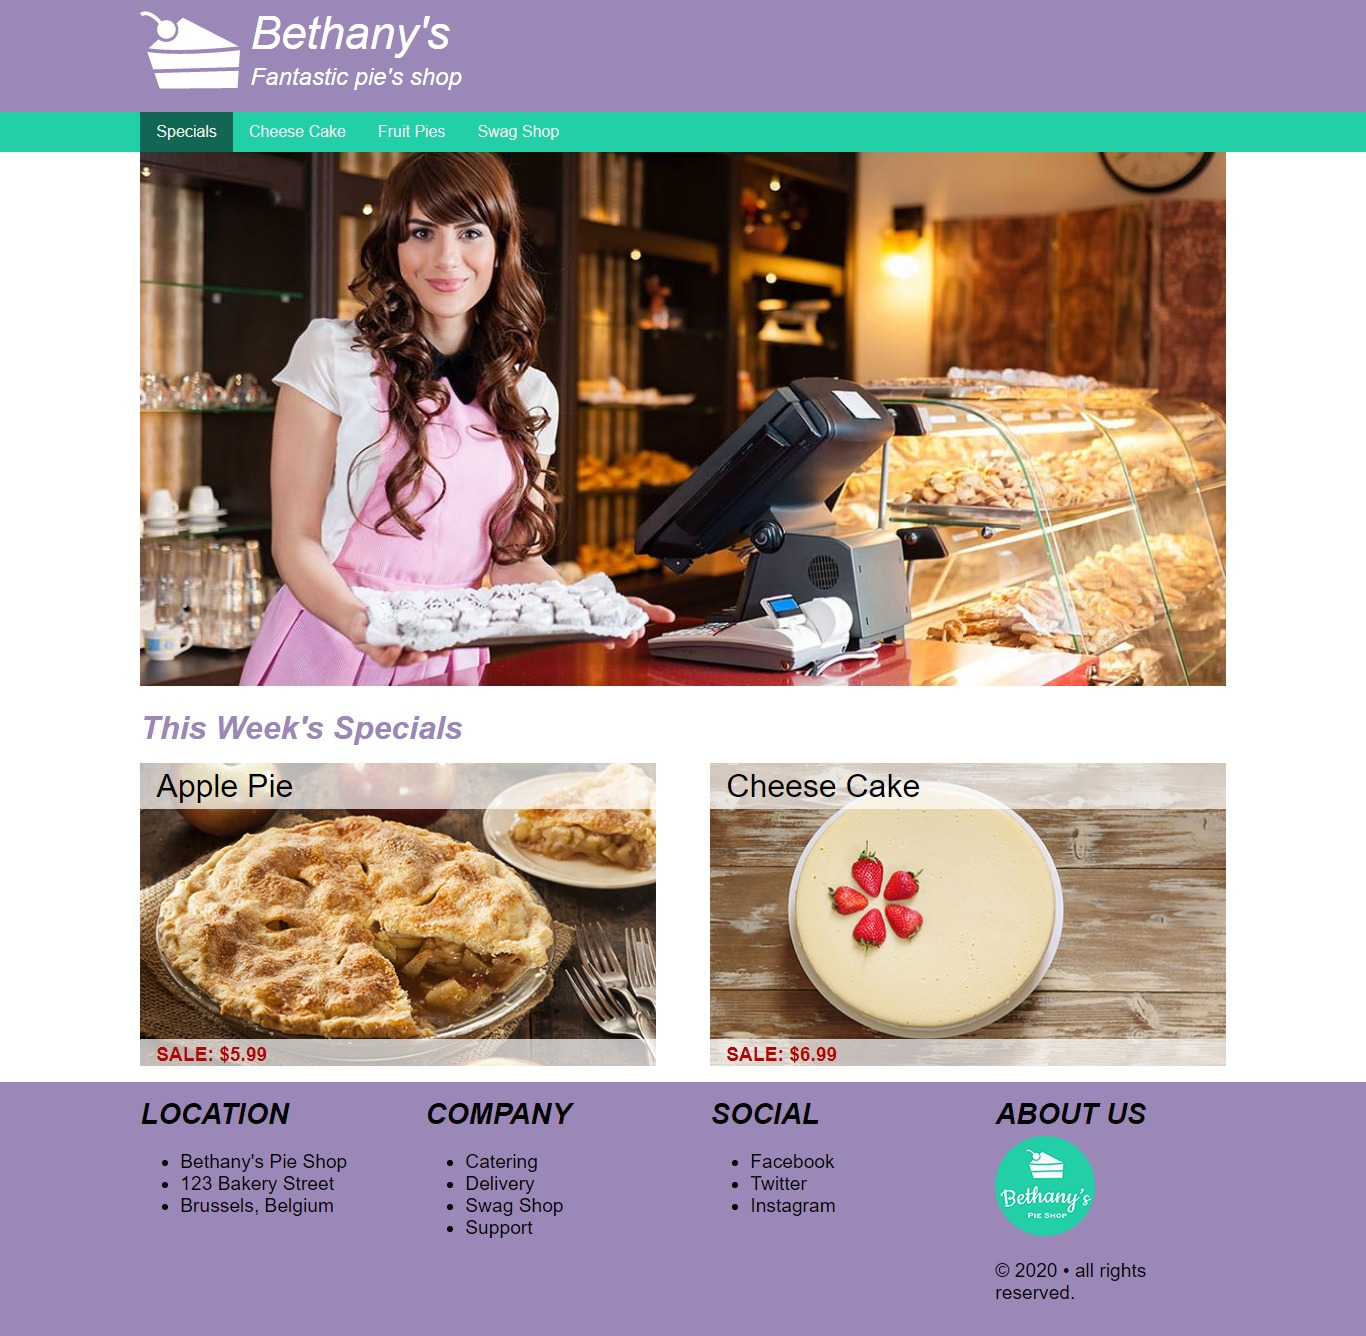 Bethany's
Fantastic pie's shop
Specials Cheese Cake Fruit Pies Swag Shop
This Week's Specials
Apple Pie
SALE: $5.99
Cheese Cake
SALE: $6.99
LOCATION
Bethany's Pie Shop
123 Bakery Street
Brussels, Belgium
COMPANY
Catering
Delivery
Swag Shop
Support
SOCIAL
Facebook
Twitter
Instagram
ABOUT US
Bethany's
PIE SHOP
© 2020 • all rights
reserved.